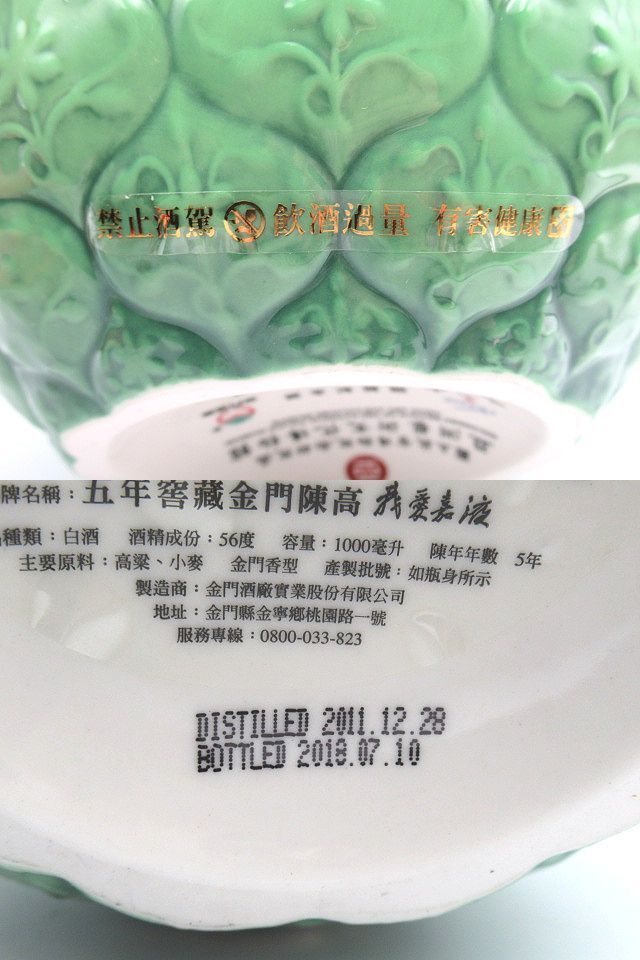 禁止酒駕 飲酒過量 有害健康
牌名稱：五年窖藏金門陳高 我愛嘉渡
種類：白酒 酒精成份：56度 容量：1000毫升 陳年年數 5年
主要原料：高粱、小麥 金門香型 產製批號：如瓶身所示
製造商：金門酒廠實業股份有限公司
地址：金門縣金寧鄉桃園路一號
服務專線：0800-033-823
DISTILLED 2011.12.28
BOTTLED 2018.07.10